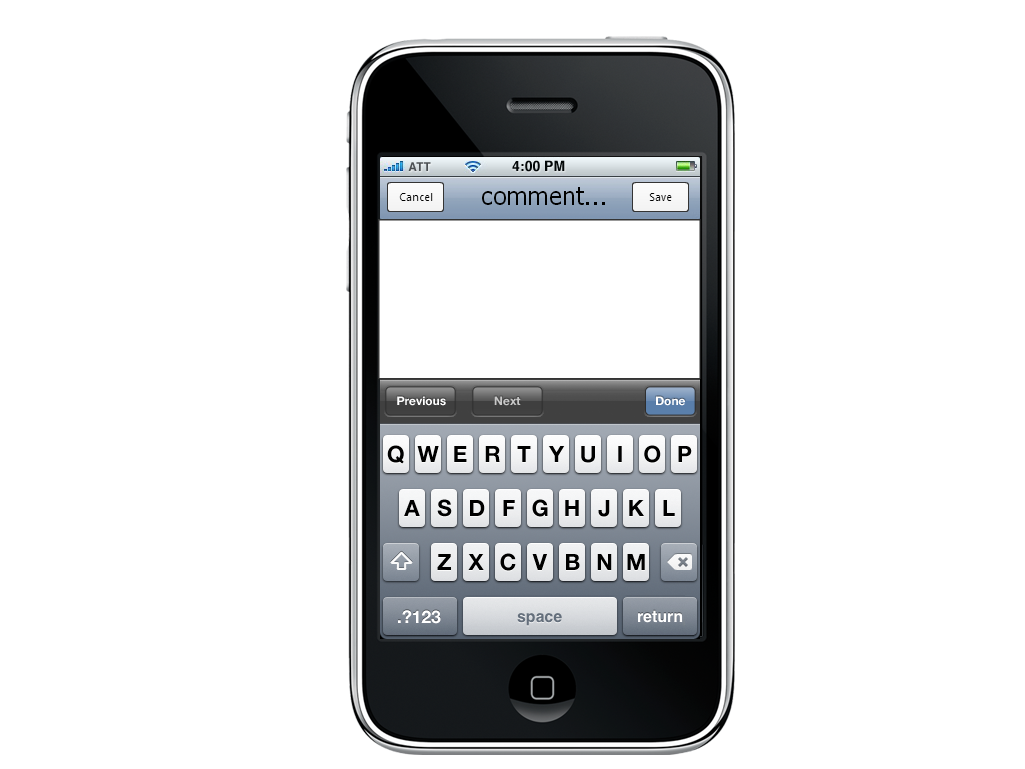 ATT 4:00 PM
Cancel comment... Save
Previous Next Done
Q W E R T Y U I O P
A S D F G H J K L
Z X C V B N M
.?123 space return